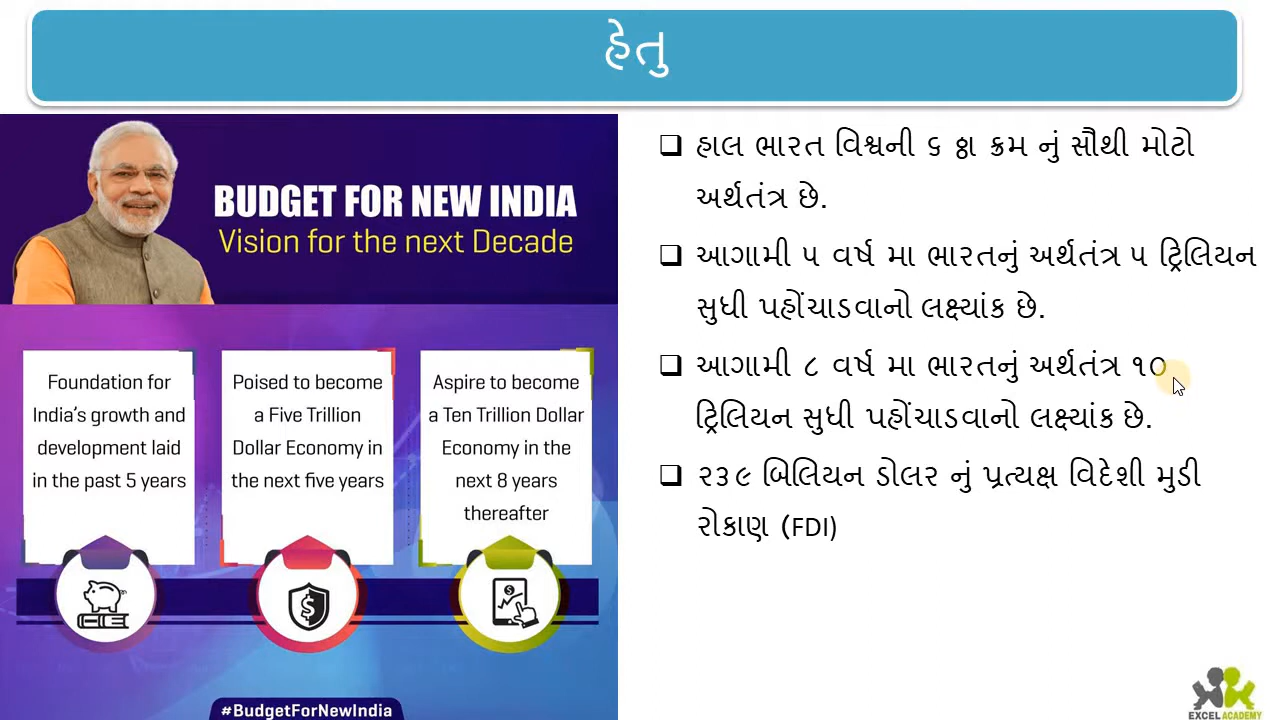 હેતુ
BUDGET FOR NEW INDIA
Vision for the next Decade
Foundation for
India's growth and
development laid
in the past 5 years
Poised to become
a Five Trillion
Dollar Economy in
the next five years
Aspire to become
a Ten Trillion Dollar
Economy in the
next 8 years
thereafter
#BudgetForNewIndia
હાલ ભારત વિશ્વની ૬ ઠ્ઠા ક્રમ નું સૌથી મોટો
અર્થતંત્ર છે.
આગામી ૫ વર્ષ મા ભારતનું અર્થતંત્ર ૫ ટ્રિલિયન
સુધી પહોંચાડવાનો લક્ષ્યાંક છે.
આગામી ૮ વર્ષ મા ભારતનું અર્થતંત્ર ૧૦
ટ્રિલિયન સુધી પહોંચાડવાનો લક્ષ્યાંક છે.
૨૩૯ બિલિયન ડોલર નું પ્રત્યક્ષ વિદેશી મુડી
રોકાણ (FDI)
EXCEL ACADEMY